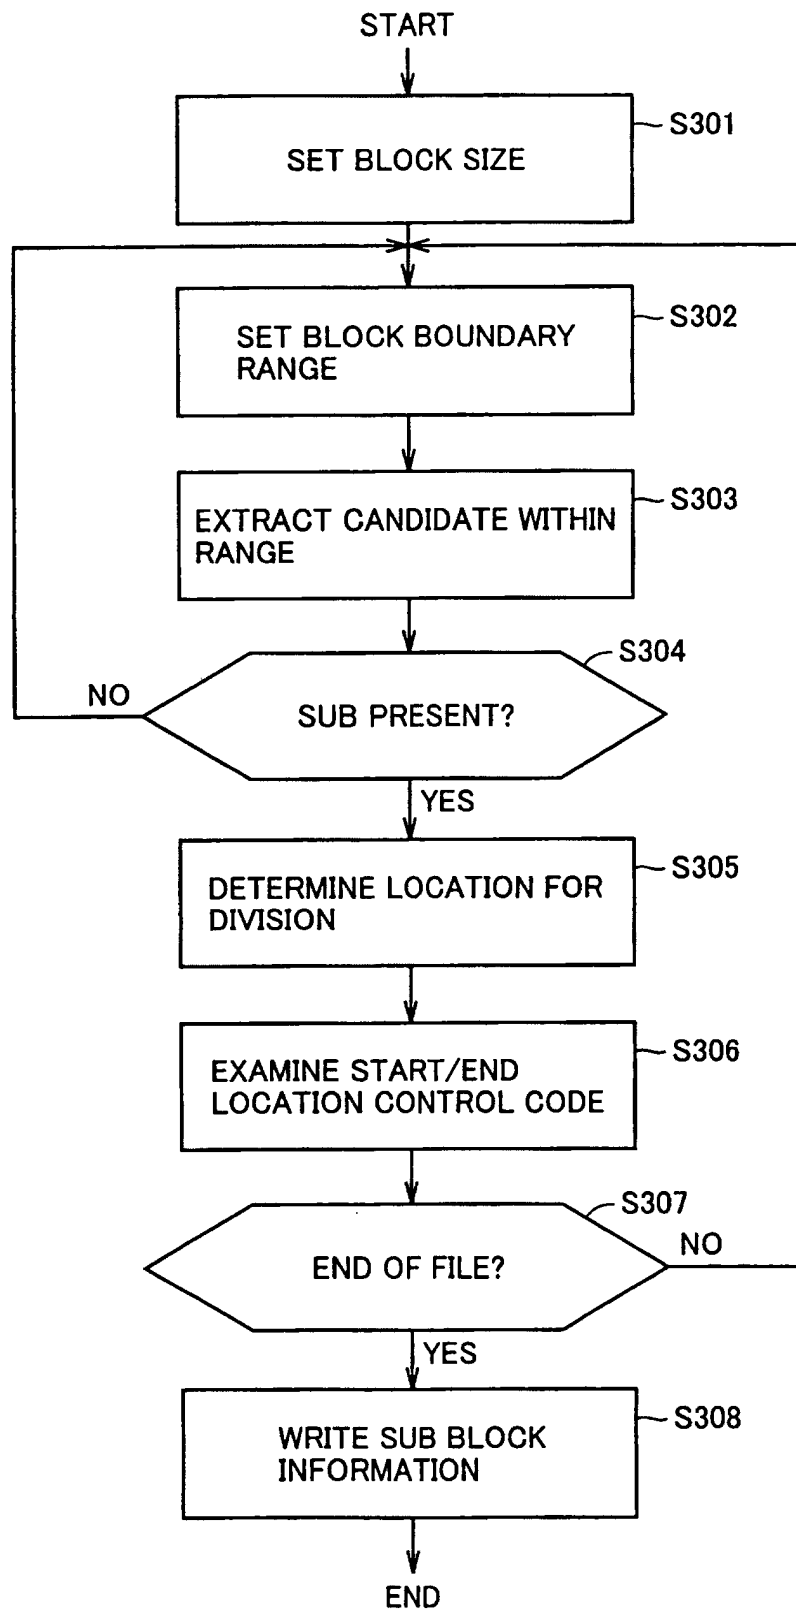 START
S301
SET BLOCK SIZE
S302
SET BLOCK BOUNDARY
RANGE
S303
EXTRACT CANDIDATE WITHIN
RANGE
S304
NO
SUB PRESENT?
YES
S305
DETERMINE LOCATION FOR
DIVISION
S306
EXAMINE START/END
LOCATION CONTROL CODE
S307
NO
END OF FILE?
YES
S308
WRITE SUB BLOCK
INFORMATION
END